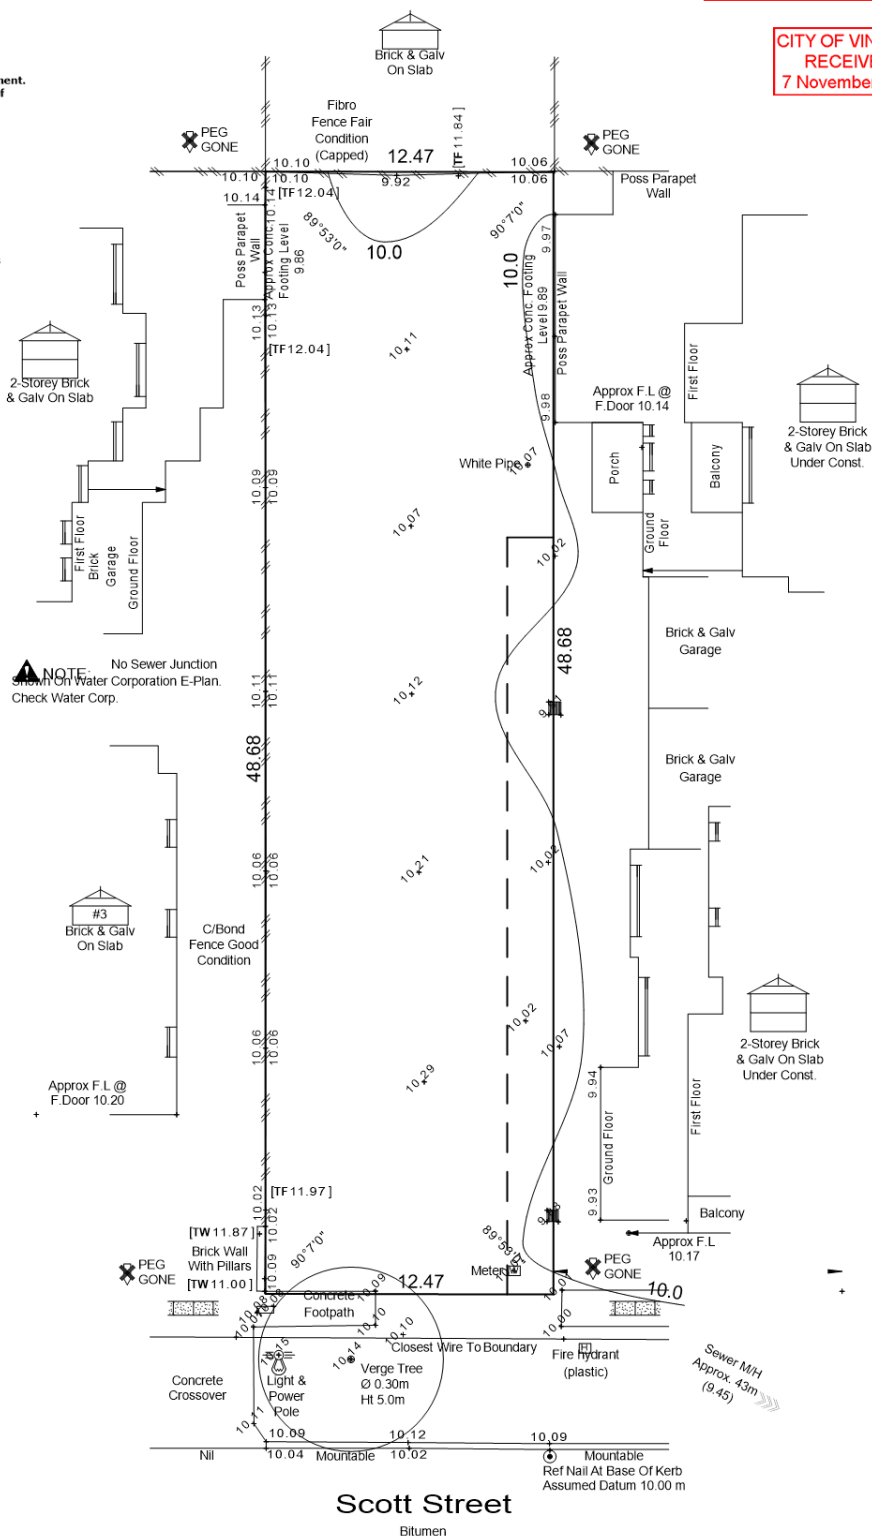 Brick & Galv
On Slab
CITY OF
7 November
PEG
GONE
Fibro
Fence Fair
Condition
(Capped)
[TF 11.84]
12.47
PEG
GONE
10.10
10.10
10.10
9.92
10.06
10.06
Poss Parapet
Wall
10.14
10.14
[TF12.04]
89°53'0"
10.0
90°7'0"
10.0
9.97
Poss Parapet
Wall
Approx Conc.
Footing Level
9.86
Approx Conc. Footing
Level 9.89
Poss Parapet Wall
10.13
10.13
[TF12.04]
10.11
First Floor
2-Storey Brick
& Galv On Slab
Approx F.L @
F.Door 10.14
9.98
2-Storey Brick
& Galv On Slab
Under Const.
White Pipe
10.07
Porch
Balcony
10.09
10.09
10.07
Ground
Floor
First Floor
Brick
Garage
Ground Floor
10.02
Brick & Galv
Garage
48.68
NOTE:
No Sewer Junction
Shown On Water Corporation E-Plan.
Check Water Corp.
10.11
10.11
10.12
48.68
Brick & Galv
Garage
10.06
10.06
10.21
10.02
#3
Brick & Galv
On Slab
C/Bond
Fence Good
Condition
10.02
10.07
10.06
10.06
10.29
2-Storey Brick
& Galv On Slab
Under Const.
Approx F.L @
F.Door 10.20
9.94
Ground Floor
First Floor
9.93
10.02
10.02
[TF11.97]
[TW11.87]
Brick Wall
With Pillars
[TW11.00]
10.09
90°7'0"
Balcony
Approx F.L
10.17
PEG
GONE
Meter
PEG
GONE
12.47
10.0
10.09
Concrete
Footpath
10.10
10.10
10.00
Closest Wire To Boundary
Fire hydrant
(plastic)
H
Sewer M/H
Approx. 43m
(9.45)
10.15
10.14
Concrete
Crossover
Light &
Power
Pole
Verge Tree
Ø 0.30m
Ht 5.0m
10.11
10.09
10.12
10.09
Nil
10.04
Mountable
10.02
Mountable
Ref Nail At Base Of Kerb
Assumed Datum 10.00 m
Scott Street
Bitumen